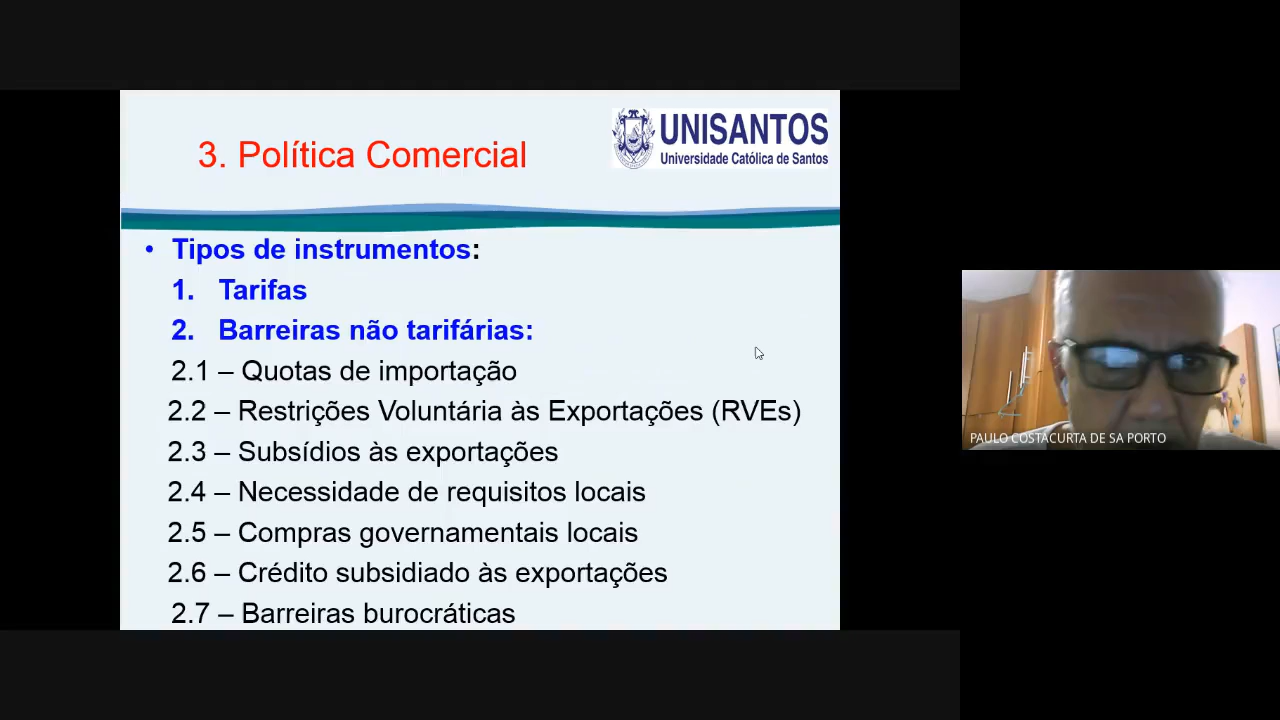 3. Política Comercial
UNISANTOS
Universidade Católica de Santos
• Tipos de instrumentos:
1. Tarifas
2. Barreiras não tarifárias:
2.1 – Quotas de importação
2.2 – Restrições Voluntária às Exportações (RVEs)
2.3 – Subsídios às exportações
2.4 – Necessidade de requisitos locais
2.5 – Compras governamentais locais
2.6 – Crédito subsidiado às exportações
2.7 – Barreiras burocráticas
PAULO COSTACURTA DE SA PORTO